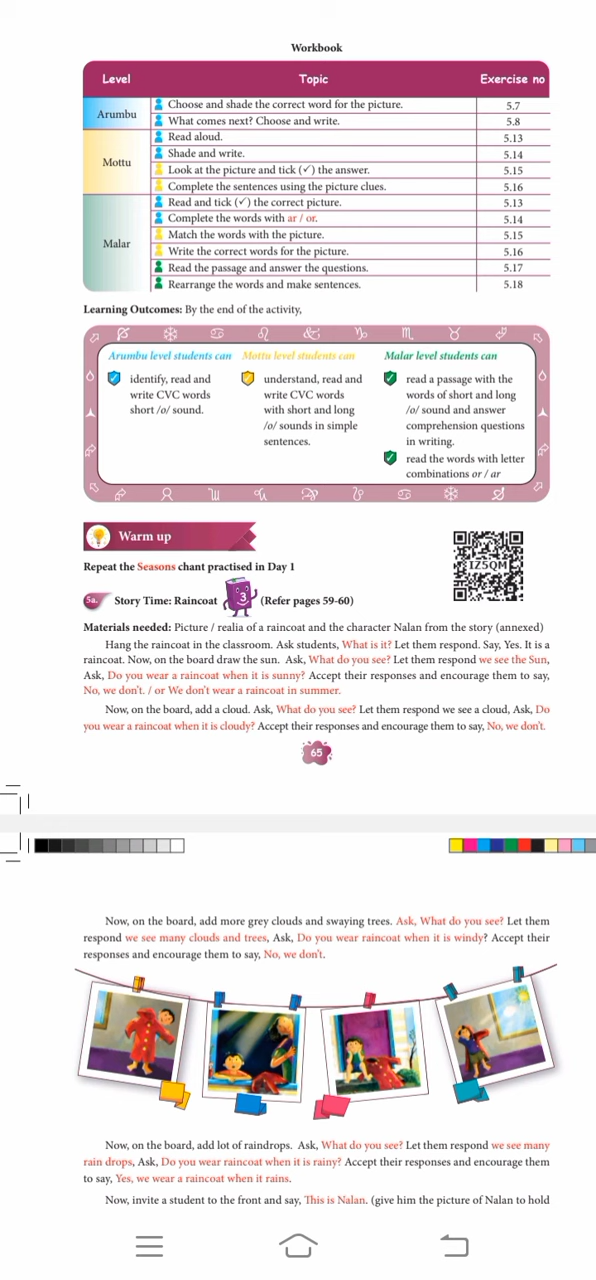 Workbook
Level Topic Exercise no
Arumbu
Choose and shade the correct word for the picture. 5.7
What comes next? Choose and write. 5.8
Mottu
Read aloud. 5.13
Shade and write. 5.14
Look at the picture and tick (✓) the answer. 5.15
Complete the sentences using the picture clues. 5.16
Malar
Read and tick (✓) the correct picture. 5.13
Complete the words with ar / or. 5.14
Match the words with the picture. 5.15
Write the correct words for the picture. 5.16
Read the passage and answer the questions. 5.17
Rearrange the words and make sentences. 5.18
Learning Outcomes: By the end of the activity,
Arumbu level students can
identify, read and
write CVC words
short /o/ sound.
Mottu level students can
understand, read and
write CVC words
with short and long
/o/ sounds in simple
sentences.
Malar level students can
read a passage with the
words of short and long
/o/ sound and answer
comprehension questions
in writing.
read the words with letter
combinations or / ar
Warm up
IZ5QM
Repeat the Seasons chant practised in Day 1
5a. Story Time: Raincoat 3 (Refer pages 59-60)
Materials needed: Picture / realia of a raincoat and the character Nalan from the story (annexed)
Hang the raincoat in the classroom. Ask students, What is it? Let them respond. Say, Yes. It is a
raincoat. Now, on the board draw the sun. Ask, What do you see? Let them respond we see the Sun,
Ask, Do you wear a raincoat when it is sunny? Accept their responses and encourage them to say,
No, we don't. / or We don't wear a raincoat in summer.
Now, on the board, add a cloud. Ask, What do you see? Let them respond we see a cloud, Ask, Do
you wear a raincoat when it is cloudy? Accept their responses and encourage them to say, No, we don't.
65
Now, on the board, add more grey clouds and swaying trees. Ask, What do you see? Let them
respond we see many clouds and trees, Ask, Do you wear raincoat when it is windy? Accept their
responses and encourage them to say, No, we don't.
Now, on the board, add lot of raindrops. Ask, What do you see? Let them respond we see many
rain drops, Ask, Do you wear raincoat when it is rainy? Accept their responses and encourage them
to say, Yes, we wear a raincoat when it rains.
Now, invite a student to the front and say, This is Nalan. (give him the picture of Nalan to hold